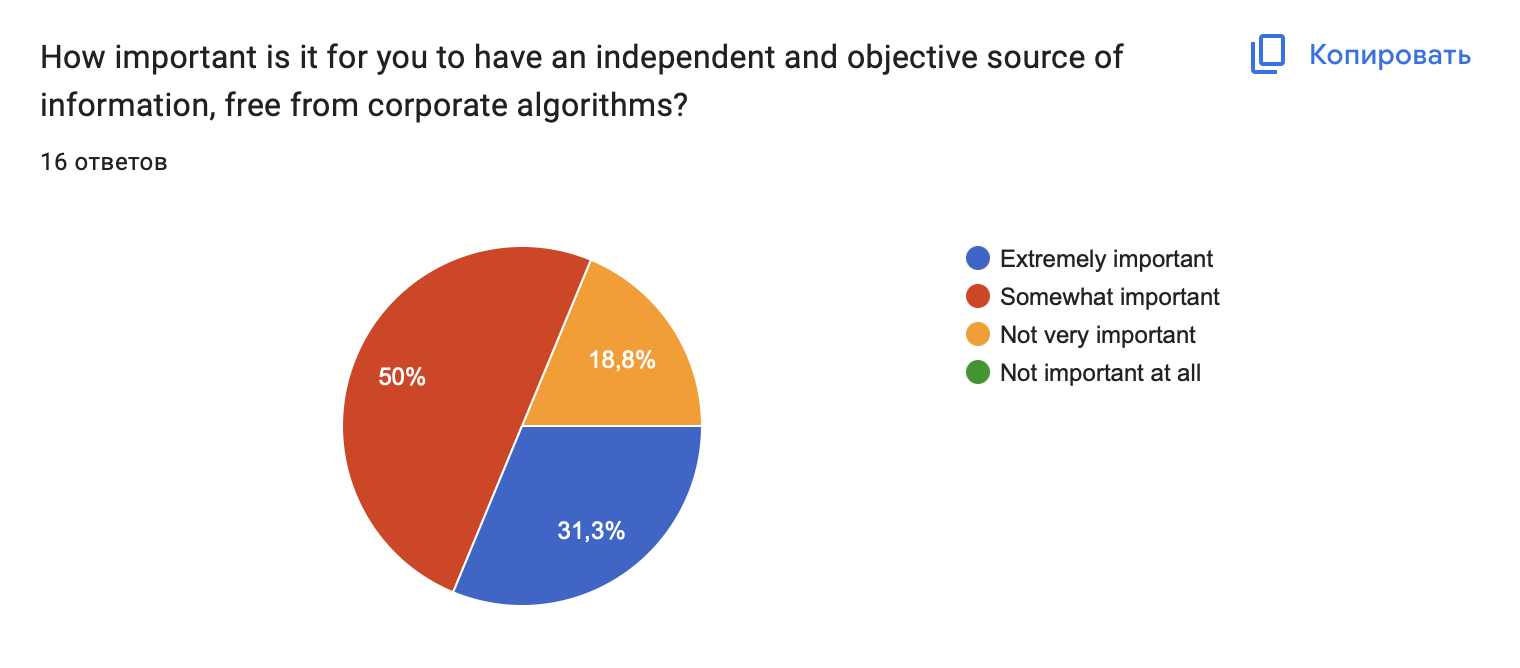 How important is it for you to have an independent and objective source of
information, free from corporate algorithms?
Копировать
16 ответов
50%
18,8%
31,3%
Extremely important
Somewhat important
Not very important
Not important at all